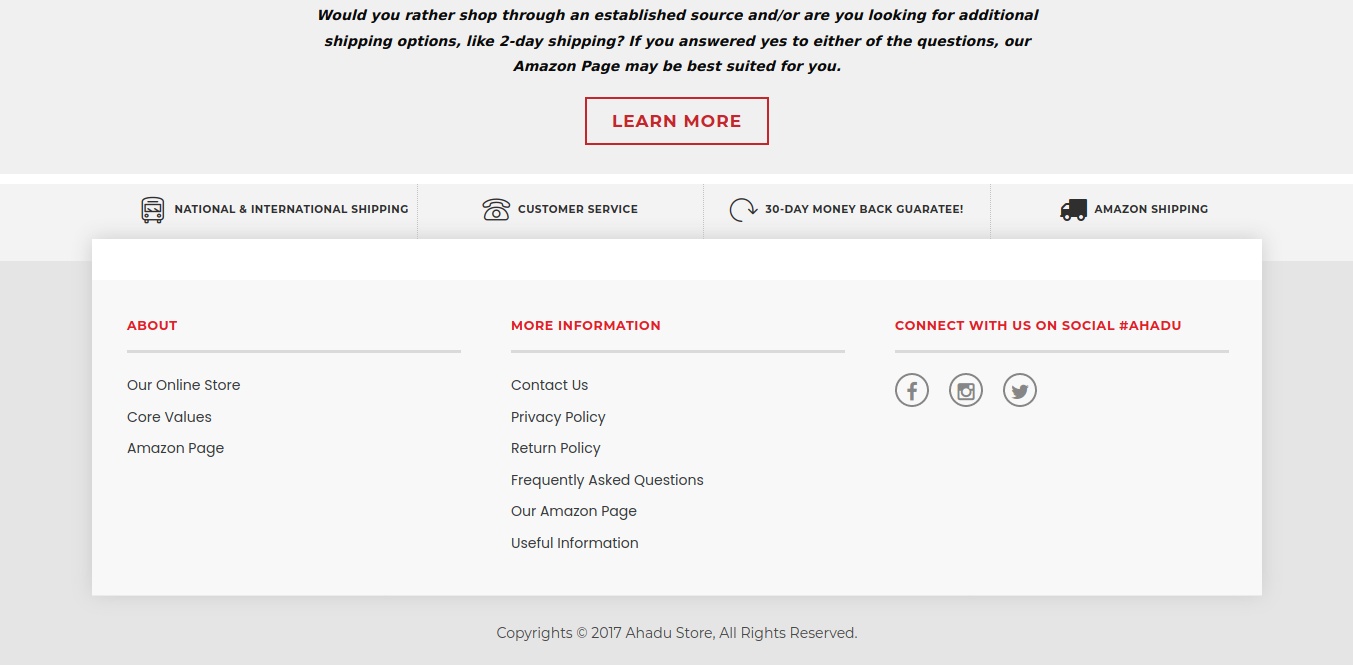 Would you rather shop through an established source and/or are you looking for additional
shipping options, like 2-day shipping? If you answered yes to either of the questions, our
Amazon Page may be best suited for you.
LEARN MORE
NATIONAL & INTERNATIONAL SHIPPING
CUSTOMER SERVICE
30-DAY MONEY BACK GUARATEE!
AMAZON SHIPPING
ABOUT
Our Online Store
Core Values
Amazon Page
MORE INFORMATION
Contact Us
Privacy Policy
Return Policy
Frequently Asked Questions
Our Amazon Page
Useful Information
CONNECT WITH US ON SOCIAL #AHADU
Copyrights © 2017 Ahadu Store, All Rights Reserved.